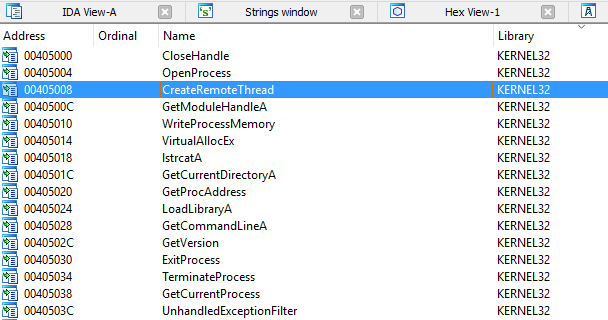 IDA View-A Strings window Hex View-1
Address Ordinal Name Library
00405000 CloseHandle KERNEL32
00405004 OpenProcess KERNEL32
00405008 CreateRemoteThread KERNEL32
0040500C GetModuleHandleA KERNEL32
00405010 WriteProcessMemory KERNEL32
00405014 VirtualAllocEx KERNEL32
00405018 lstrcatA KERNEL32
0040501C GetCurrentDirectoryA KERNEL32
00405020 GetProcAddress KERNEL32
00405024 LoadLibraryA KERNEL32
00405028 GetCommandLineA KERNEL32
0040502C GetVersion KERNEL32
00405030 ExitProcess KERNEL32
00405034 TerminateProcess KERNEL32
00405038 GetCurrentProcess KERNEL32
0040503C UnhandledExceptionFilter KERNEL32